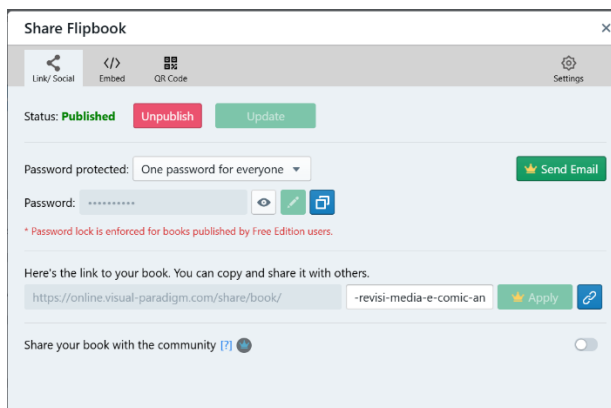 Share Flipbook
Link/ Social
Embed
QR Code
Settings
Status: Published
Unpublish
Update
Password protected:
One password for everyone
Send Email
Password:
••••••••••
* Password lock is enforced for books published by Free Edition users.
Here's the link to your book. You can copy and share it with others.
https://online.visual-paradigm.com/share/book/
-revisi-media-e-comic-an
Apply
Share your book with the community [?]